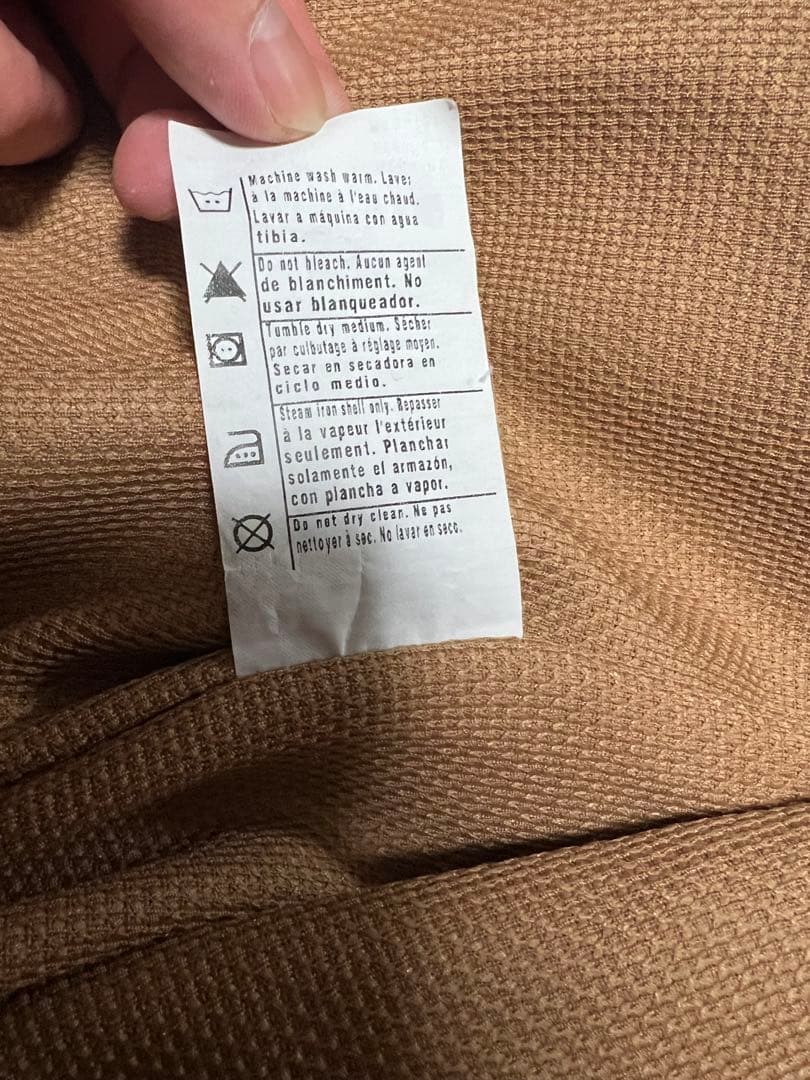 Machine wash warm. Laver
à la machine à l'eau chaud.
Lavar a máquina con agua
tibia.
Do not bleach. Aucun agent
de blanchiment. No
usar blanqueador.
Tumble dry medium. Sécher
par culbutage à réglage moyen.
Secar en secadora en
ciclo medio.
Steam iron shell only. Repasser
à la vapeur l'extérieur
seulement. Planchar
solamente el armazón,
con plancha a vapor.
Do not dry clean. Ne pas
nettoyer à sec. No lavar en seco.